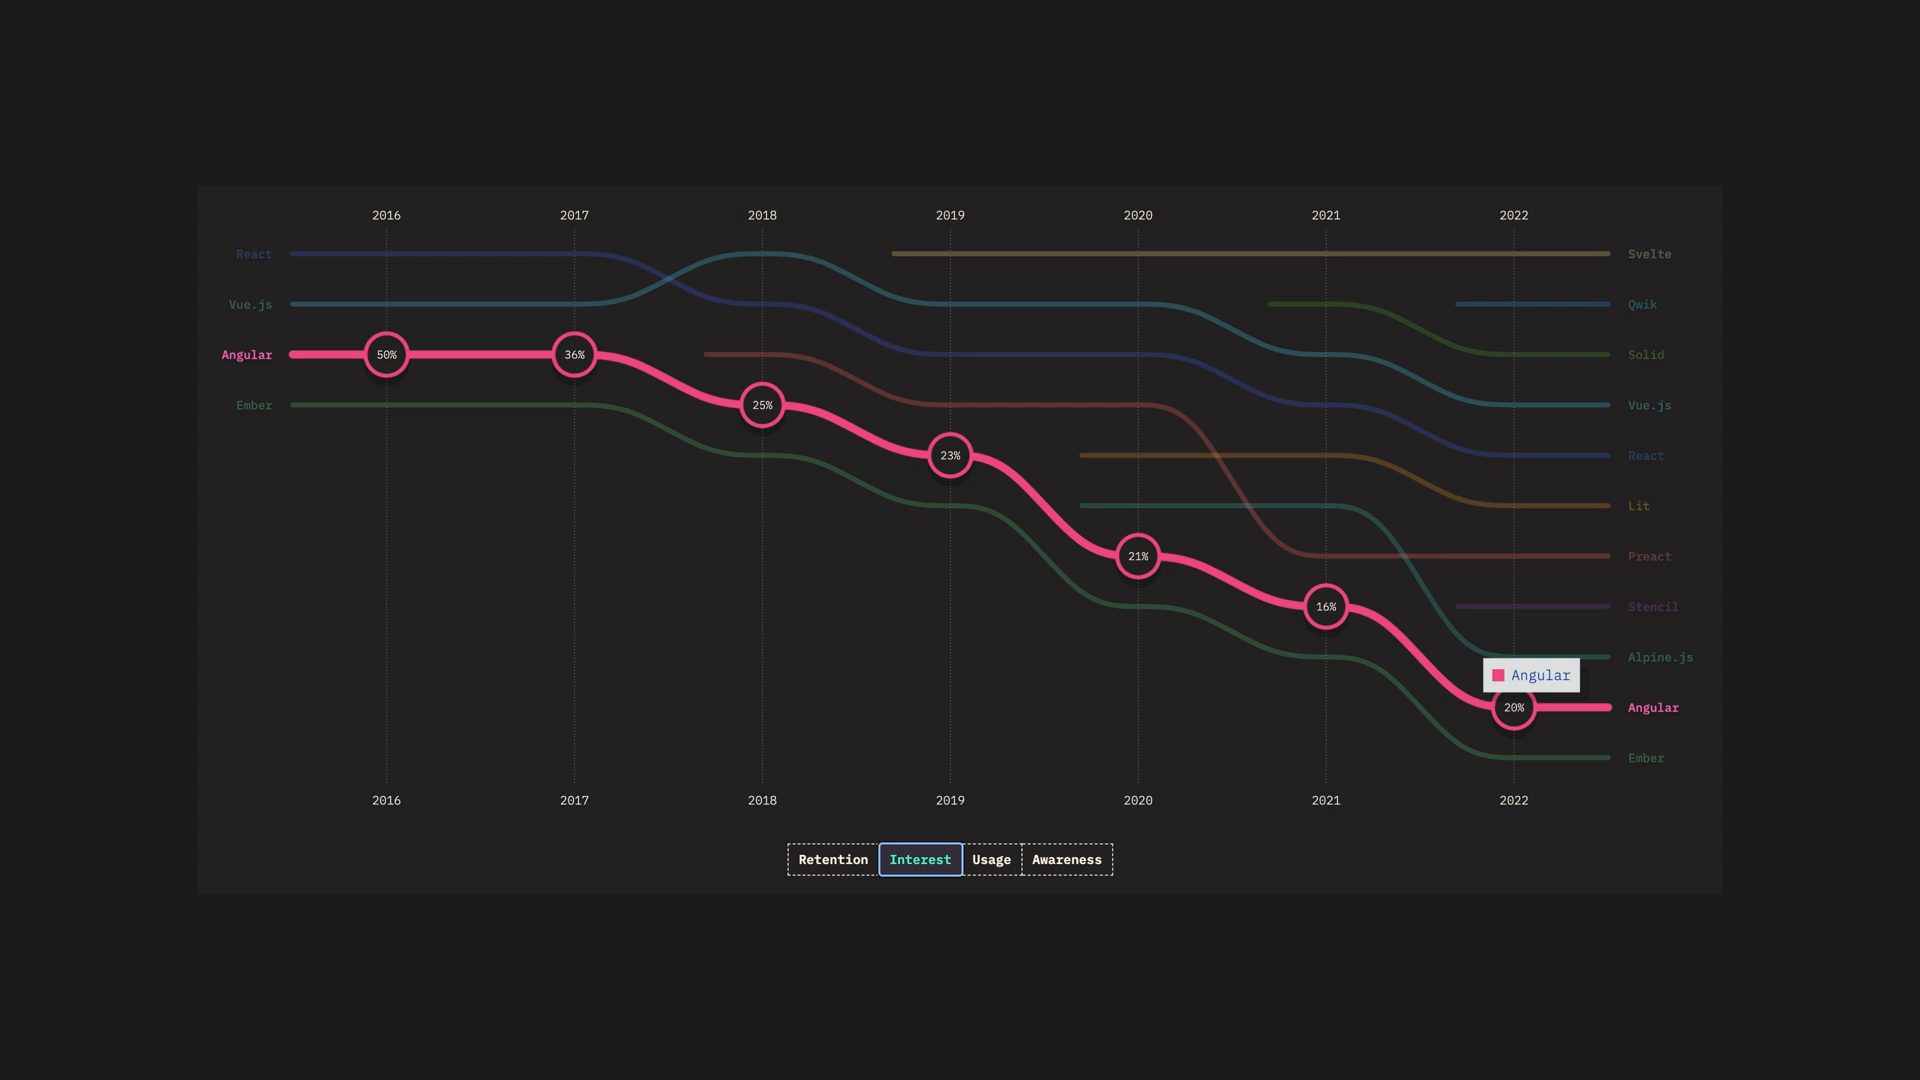 2016 2017 2018 2019 2020 2021 2022
React Svelte
Vue.js Qwik
Angular 50% 36% Solid
Ember 25% Vue.js
23% React
Lit
21% Preact
16% Stencil
Alpine.js
Angular
20% Angular
Ember
2016 2017 2018 2019 2020 2021 2022
Retention Interest Usage Awareness